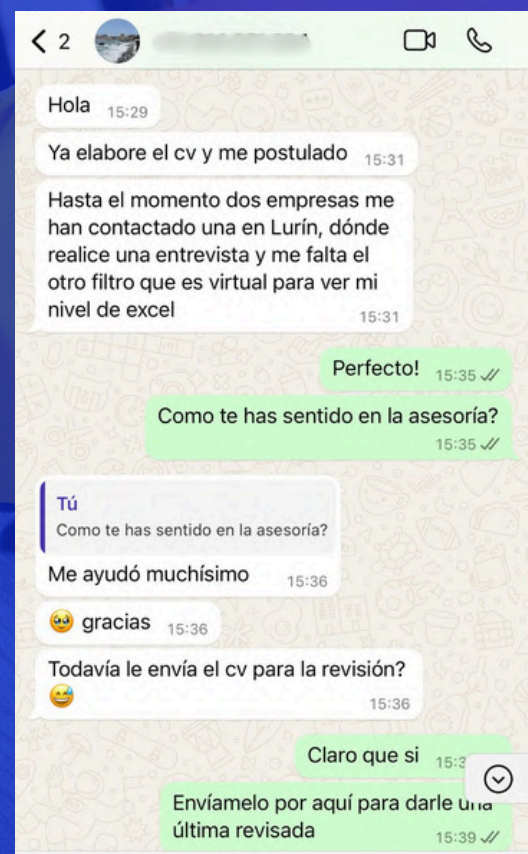 2
Hola 15:29
Ya elabore el cv y me postulado 15:31
Hasta el momento dos empresas me
han contactado una en Lurín, dónde
realice una entrevista y me falta el
otro filtro que es virtual para ver mi
nivel de excel
15:31
Perfecto! 15:35
Como te has sentido en la asesoría?
15:35
Tú
Como te has sentido en la asesoría?
Me ayudó muchísimo 15:36
🥹 gracias 15:36
Todavía le envía el cv para la revisión?
😅
15:36
Claro que si
Envíamelo por aquí para darle una
última revisada 15:39